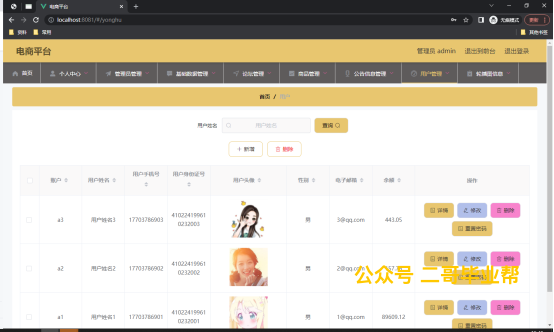 电商平台
localhost:8081/#/yonghu
无痕模式
更新
资料 常用 其他书签
电商平台 管理员 admin 退出到前台 退出登录
首页 个人中心 管理员管理 基础数据管理 论坛管理 商品管理 公告信息管理 用户管理 轮播图信息
首页 / 用户
用户姓名 用户姓名 查询
+ 新增 删除
账户 用户姓名 用户手机号 用户身份证号 用户头像 性别 电子邮箱 余额 操作
a3 用户姓名3 17703786903 410224199610232003 男 3@qq.com 443.05 详情 修改 删除
重置密码
a2 用户姓名2 17703786902 410224199610232002 男 2@qq.com 详情 修改 删除
公众号 二哥毕业帮
a1 用户姓名1 17703786901 410224199610232001 男 1@qq.com 89609.12 详情 修改 删除
重置密码